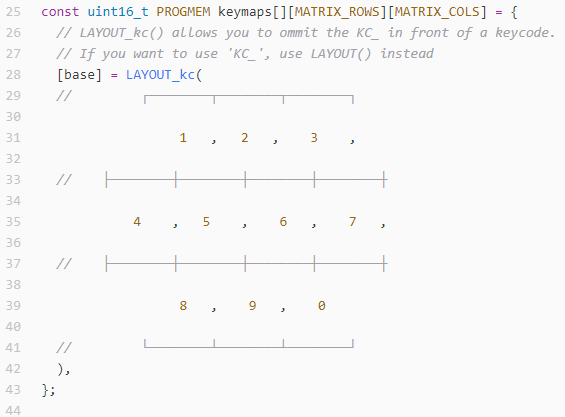 25 const uint16_t PROGMEM keymaps[][MATRIX_ROWS][MATRIX_COLS] = {
26 // LAYOUT_kc() allows you to ommit the KC_ in front of a keycode.
27 // If you want to use 'KC_', use LAYOUT() instead
28 [base] = LAYOUT_kc(
29 // ┌────────┬────────┬────────┐
30
31 1 , 2 , 3 ,
32
33 // ├────────┼────────┼────────┼────────┼
34
35 4 , 5 , 6 , 7 ,
36
37 // ├────────┼────────┼────────┼────────┼
38
39 8 , 9 , 0
40
41 // └────────┴────────┴────────┘
42 ),
43 };
44